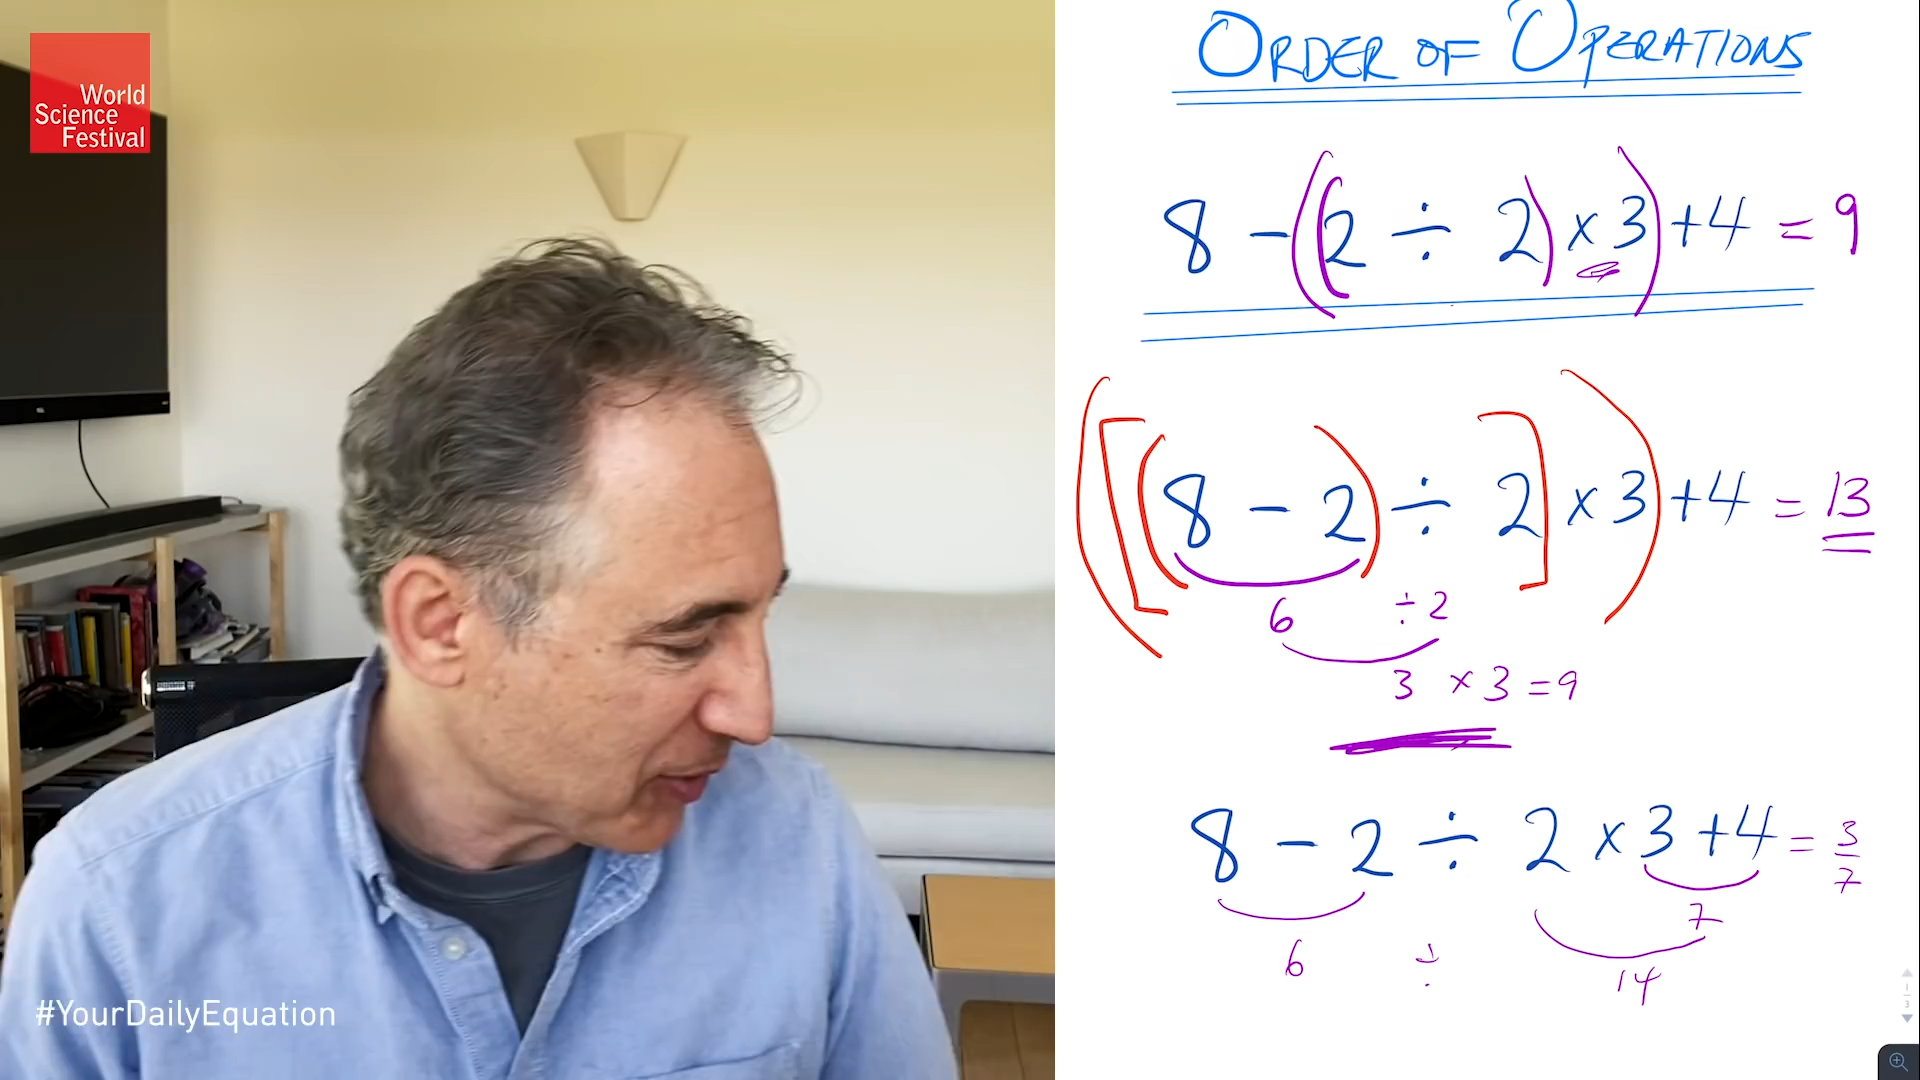 World
Science
Festival
#YourDailyEquation
ORDER OF OPERATIONS
8 - ((2 ÷ 2) × 3) + 4 = 9
([(8 - 2) ÷ 2] × 3) + 4 = 13
6 ÷ 2
3 × 3 = 9
8 - 2 ÷ 2 × 3 + 4 = 3/7
7
6 ÷ 14